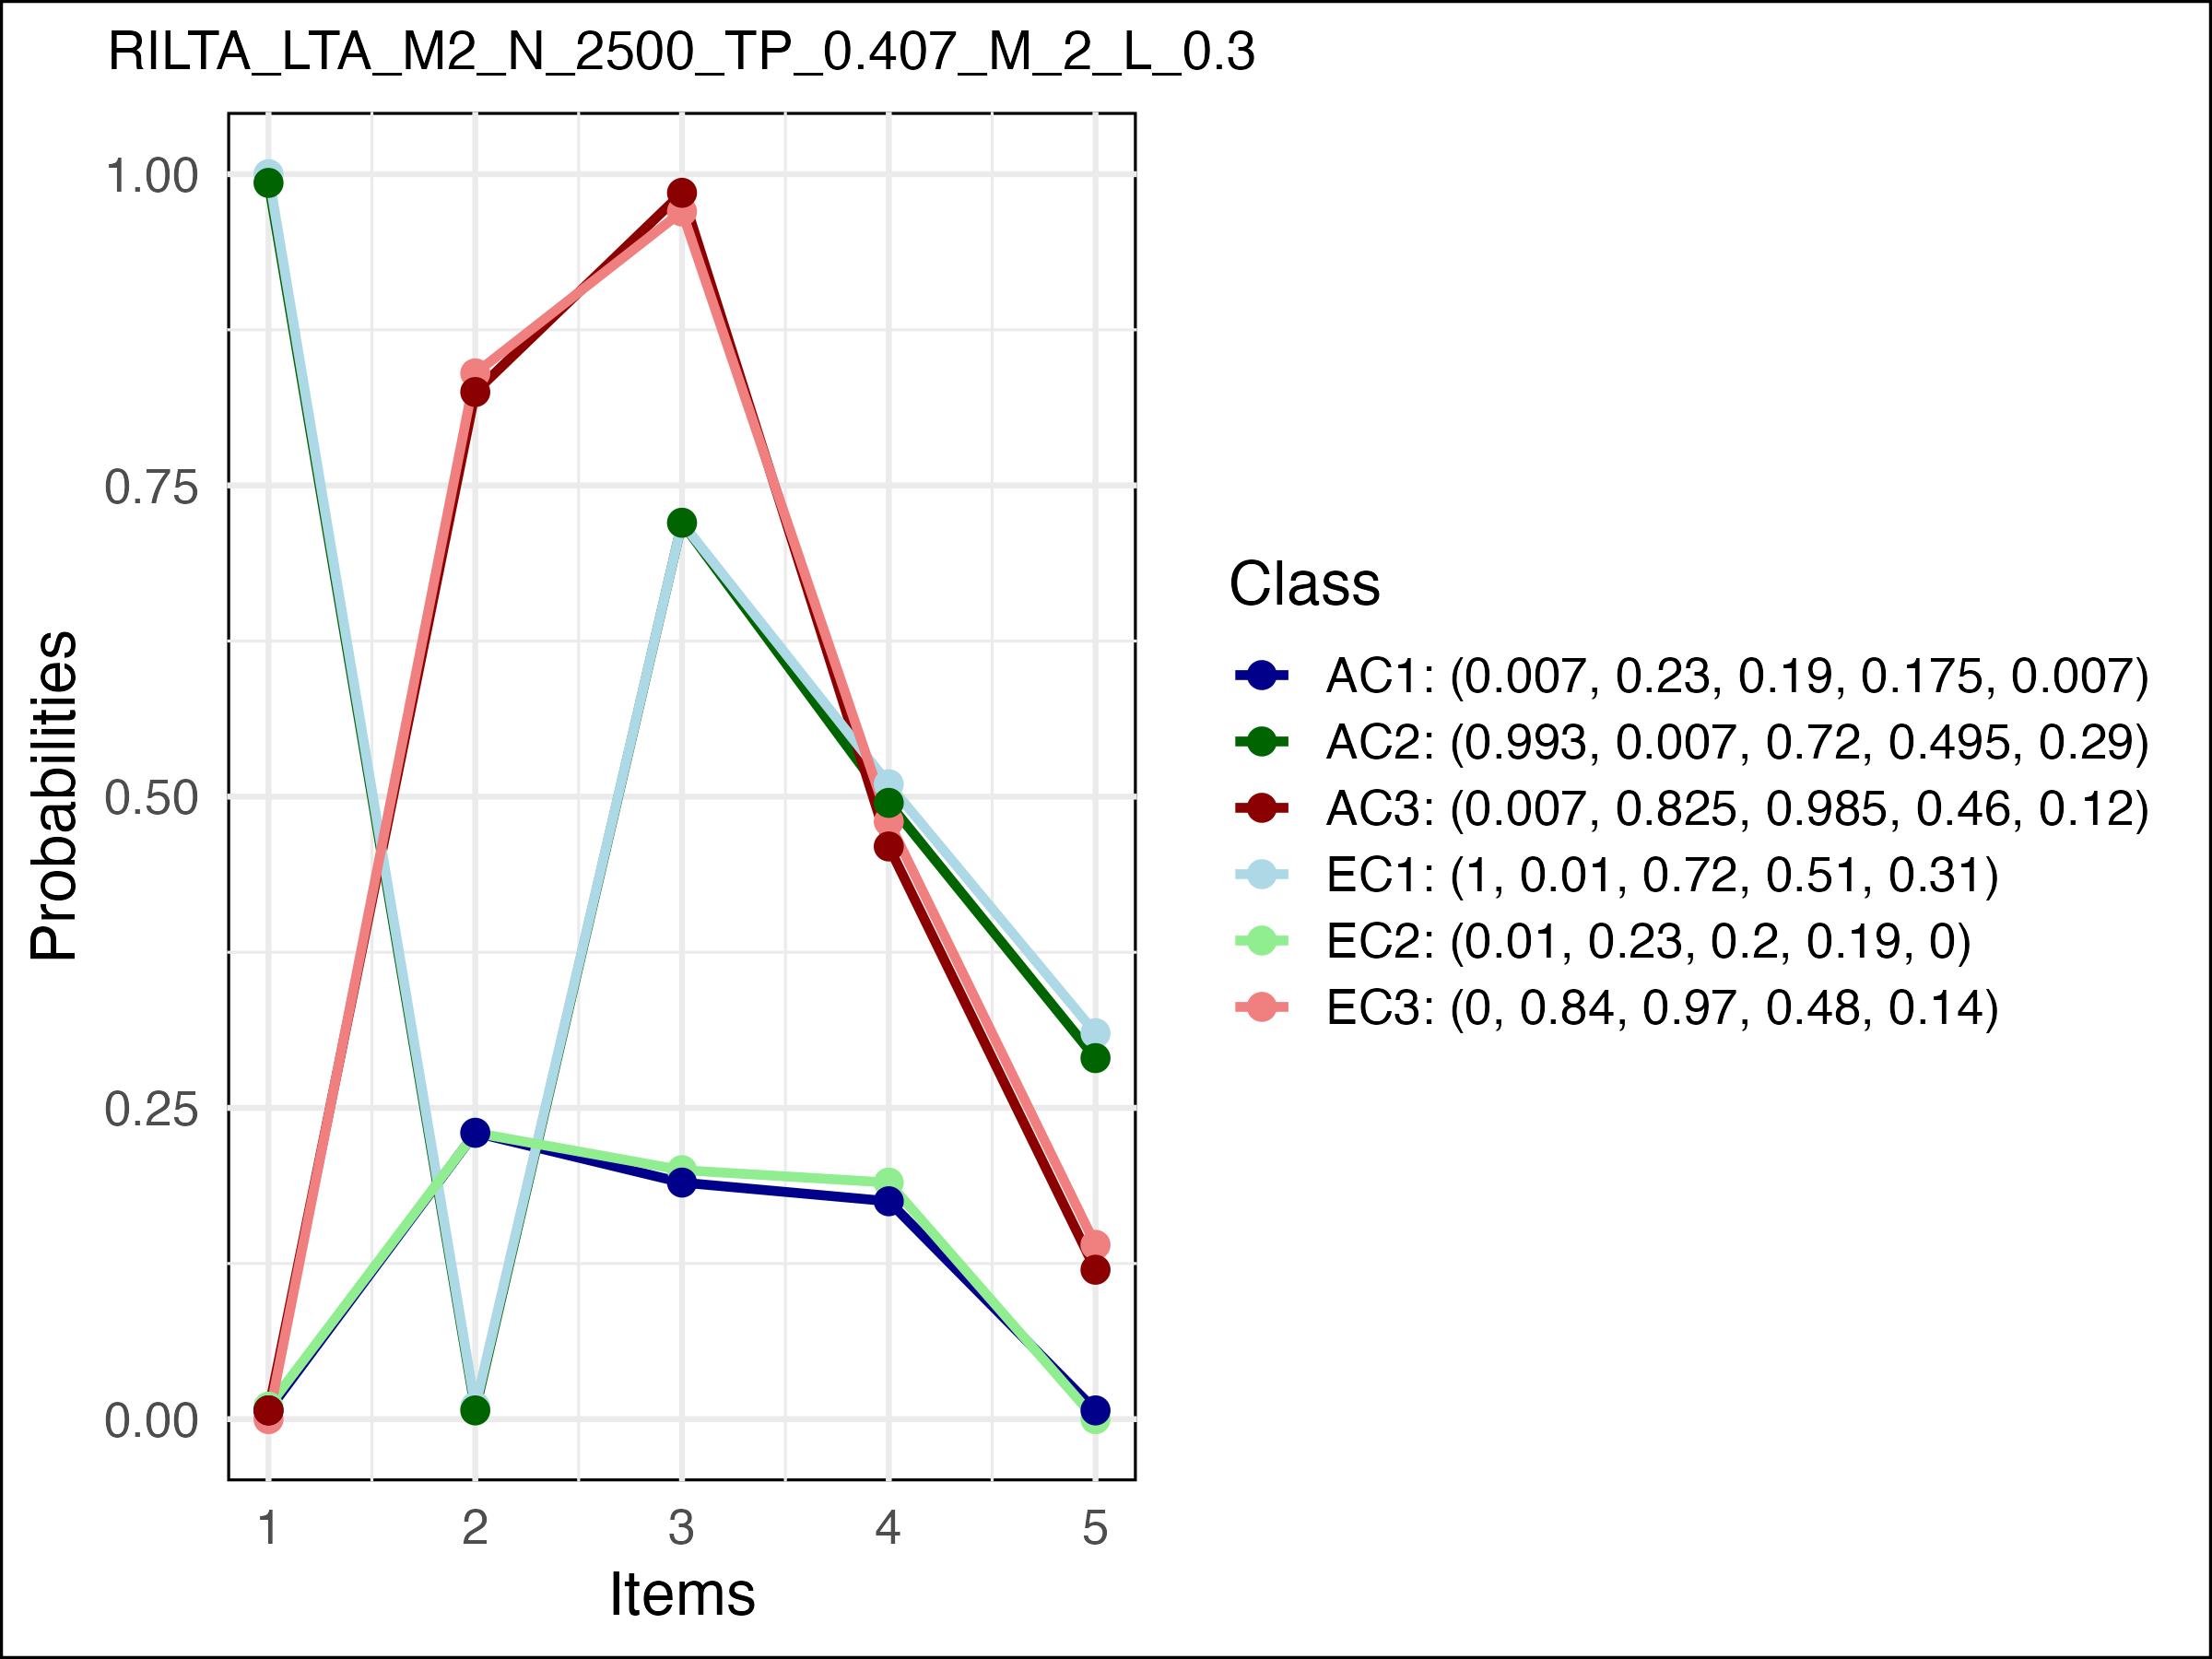 RILTA_LTA_M2_N_2500_TP_0.407_M_2_L_0.3
1.00
0.75
0.50
0.25
0.00
Probabilities
1 2 3 4 5
Items
Class
AC1: (0.007, 0.23, 0.19, 0.175, 0.007)
AC2: (0.993, 0.007, 0.72, 0.495, 0.29)
AC3: (0.007, 0.825, 0.985, 0.46, 0.12)
EC1: (1, 0.01, 0.72, 0.51, 0.31)
EC2: (0.01, 0.23, 0.2, 0.19, 0)
EC3: (0, 0.84, 0.97, 0.48, 0.14)